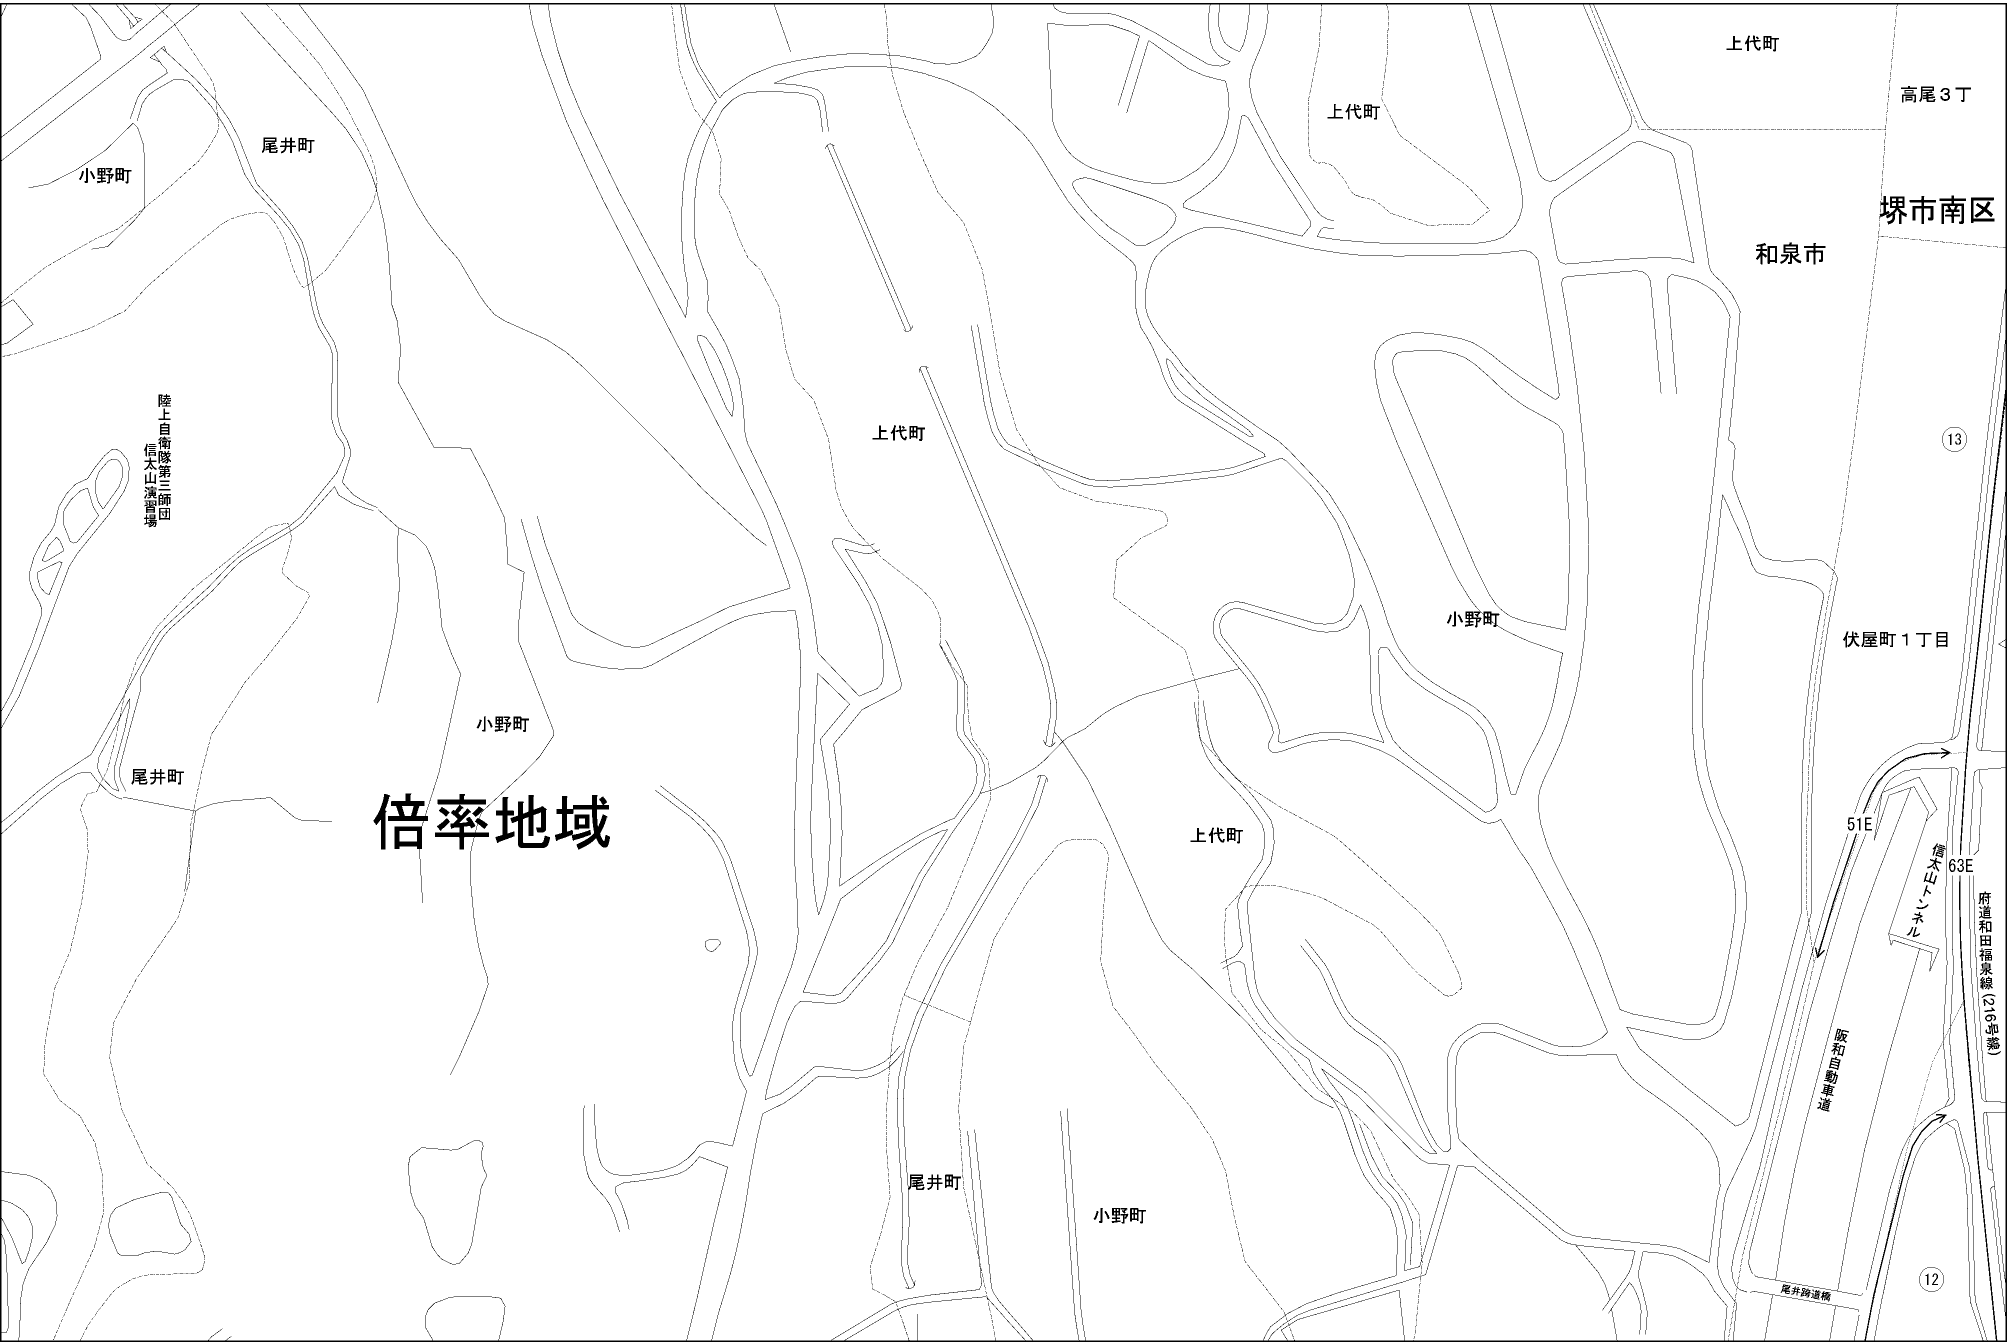 上代町
高尾３丁
上代町
尾井町
小野町
堺市南区
和泉市
陸上自衛隊第三師団
信太山演習場
上代町
13
小野町
伏屋町１丁目
小野町
尾井町
倍率地域
51E
上代町
信太山トンネル
63E
府道和田福泉線(216号線)
阪和自動車道
尾井町
小野町
12
尾井跨道橋